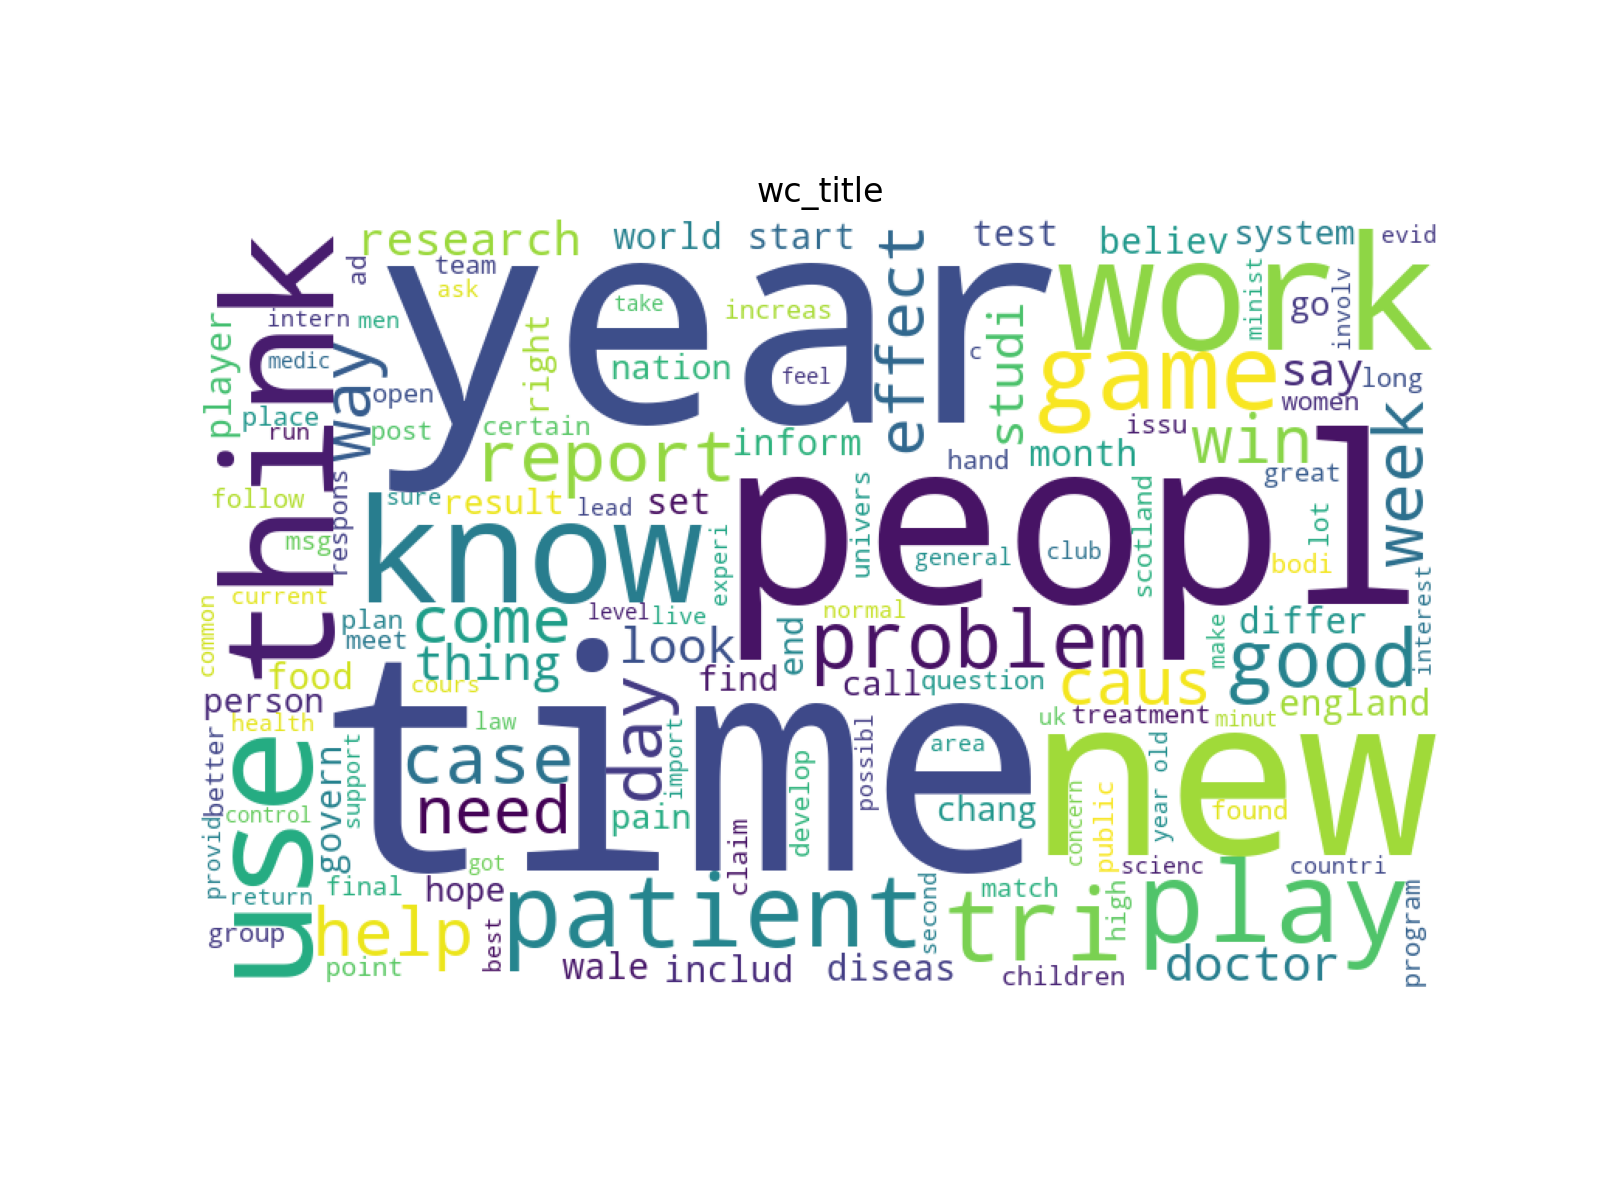 wc_title
research
world
start
test
believ
system
evid
ad
team
ask
year
take
increas
effect
work
minist
go
involv
think
intern
men
player
medic
way
right
nation
feel
c
studi
game
say
long
open
place
run
post
certain
report
inform
month
issu
women
win
week
hand
great
follow
sure
result
lead
set
peopl
msg
respons
know
experi
univers
general
club
scotland
lot
bodi
interest
current
common
plan
meet
come
level
live
normal
thing
look
end
problem
differ
make
good
food
person
cours
find
call
question
caus
england
health
law
time
day
import
possibl
area
uk
treatment
minut
new
better
use
govern
support
case
need
pain
develop
chang
concern
public
year old
found
control
provid
claim
scienc
countri
got
return
final
hope
patient
second
match
tri
high
play
program
group
help
best
point
wale
includ
diseas
children
doctor